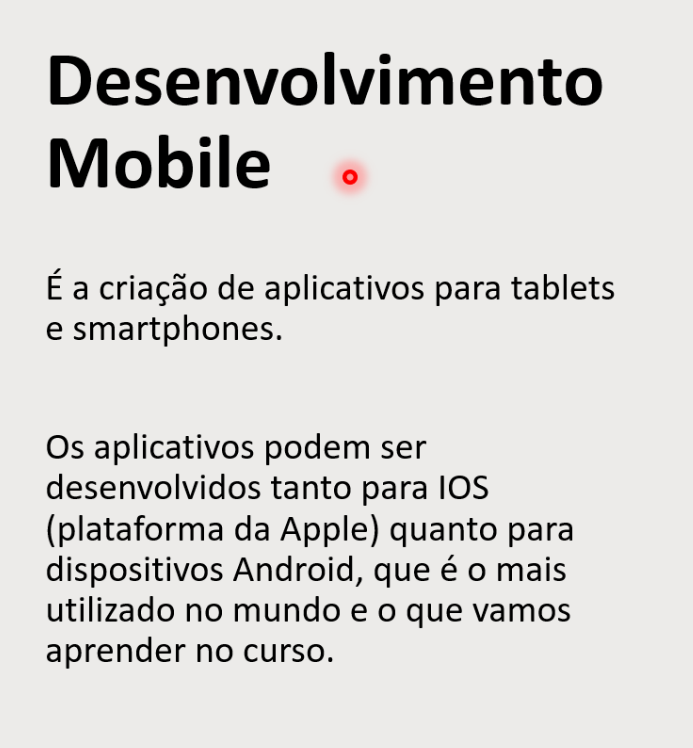 Desenvolvimento
Mobile
É a criação de aplicativos para tablets
e smartphones.
Os aplicativos podem ser
desenvolvidos tanto para IOS
(plataforma da Apple) quanto para
dispositivos Android, que é o mais
utilizado no mundo e o que vamos
aprender no curso.